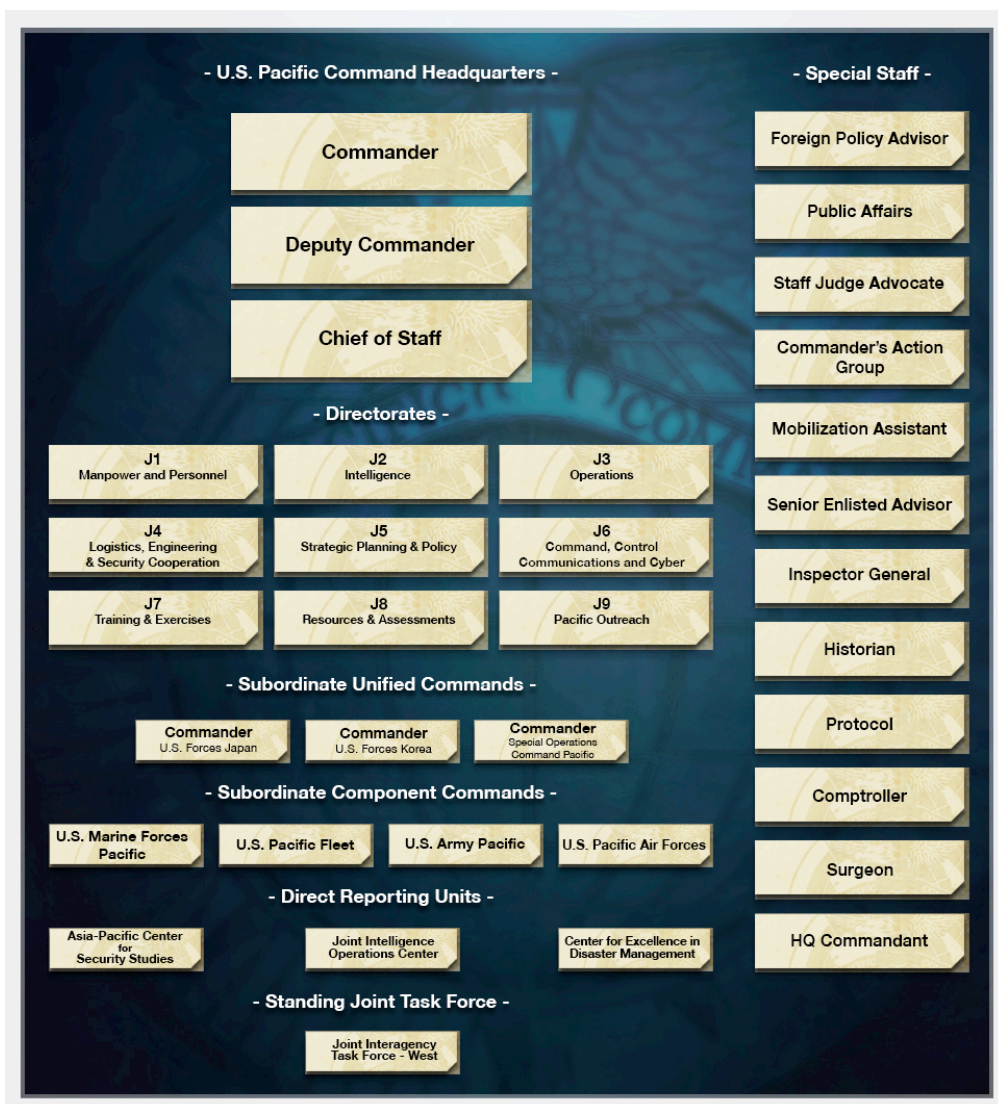 - U.S. Pacific Command Headquarters -
Commander
Deputy Commander
Chief of Staff
- Directorates -
J1
Manpower and Personnel
J2
Intelligence
J3
Operations
J4
Logistics, Engineering
& Security Cooperation
J5
Strategic Planning & Policy
J6
Command, Control
Communications and Cyber
J7
Training & Exercises
J8
Resources & Assessments
J9
Pacific Outreach
- Subordinate Unified Commands -
Commander
U.S. Forces Japan
Commander
U.S. Forces Korea
Commander
Special Operations
Command Pacific
- Subordinate Component Commands -
U.S. Marine Forces
Pacific
U.S. Pacific Fleet
U.S. Army Pacific
U.S. Pacific Air Forces
- Direct Reporting Units -
Asia-Pacific Center
for
Security Studies
Joint Intelligence
Operations Center
Center for Excellence in
Disaster Management
- Standing Joint Task Force -
Joint Interagency
Task Force - West
- Special Staff -
Foreign Policy Advisor
Public Affairs
Staff Judge Advocate
Commander's Action
Group
Mobilization Assistant
Senior Enlisted Advisor
Inspector General
Historian
Protocol
Comptroller
Surgeon
HQ Commandant